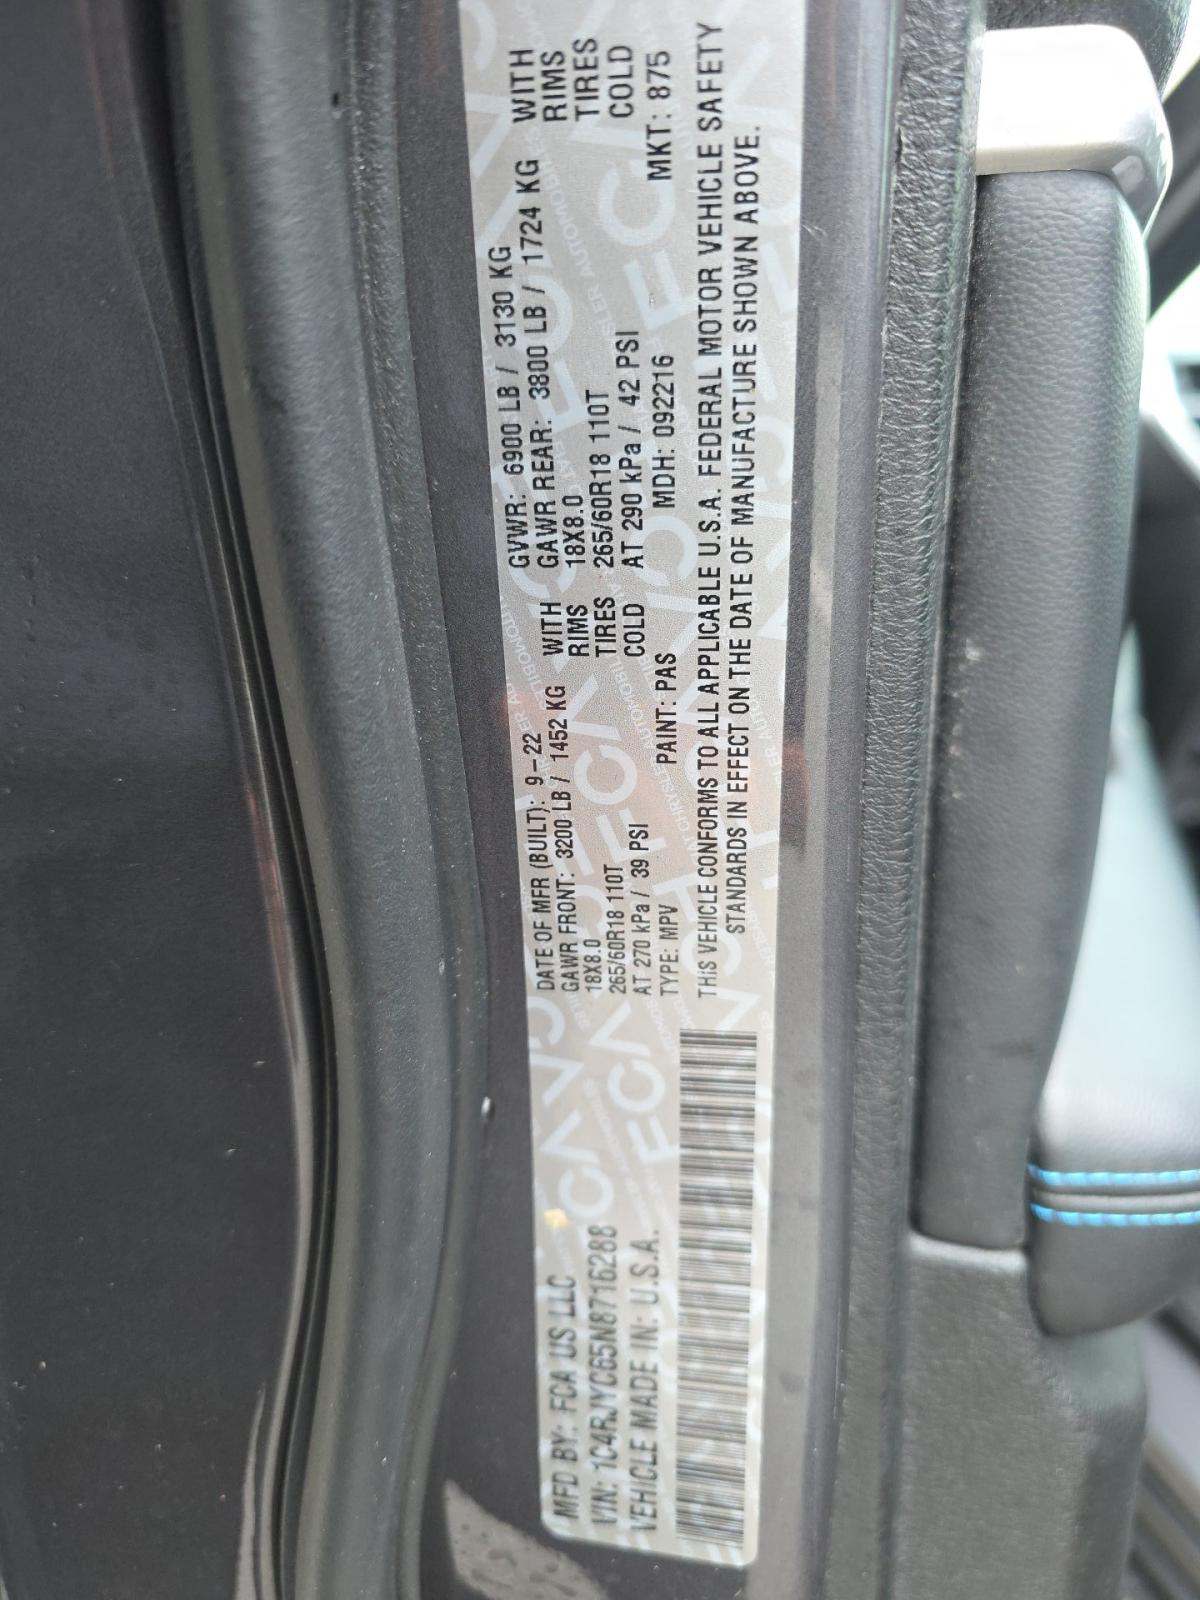 MFD BY: FCA US LLC
VIN: 1C4RJYC65N8716288
VEHICLE MADE IN: U.S.A.
DATE OF MFR (BUILT): 9-22 GVWR: 6900 LB / 3130 KG
GAWR FRONT: 3200 LB / 1452 KG WITH GAWR REAR: 3800 LB / 1724 KG WITH
18X8.0 RIMS 18X8.0 RIMS
265/60R18 110T TIRES 265/60R18 110T TIRES
AT 270 kPa / 39 PSI COLD AT 290 kPa / 42 PSI COLD
TYPE: MPV PAINT: PAS MDH: 092216 MKT: 875
THIS VEHICLE CONFORMS TO ALL APPLICABLE U.S.A. FEDERAL MOTOR VEHICLE SAFETY
STANDARDS IN EFFECT ON THE DATE OF MANUFACTURE SHOWN ABOVE.